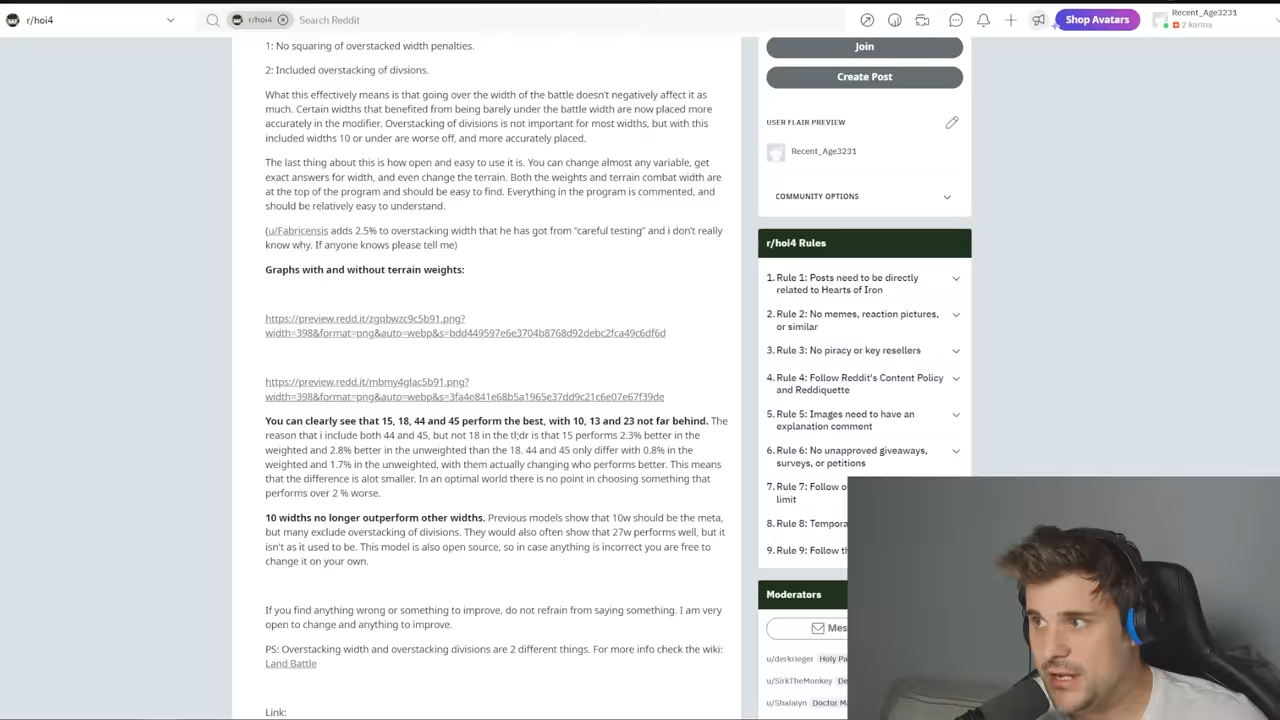 r/hoi4
r/hoi4
Search Reddit
Shop Avatars
Recent_Age3231
2 karma
1: No squaring of overstacked width penalties.
2: Included overstacking of divsions.
What this effectively means is that going over the width of the battle doesn't negatively affect it as
much. Certain widths that benefited from being barely under the battle width are now placed more
accurately in the modifier. Overstacking of divisions is not important for most widths, but with this
included widths 10 or under are worse off, and more accurately placed.
The last thing about this is how open and easy to use it is. You can change almost any variable, get
exact answers for width, and even change the terrain. Both the weights and terrain combat width are
at the top of the program and should be easy to find. Everything in the program is commented, and
should be relatively easy to understand.
(u/Fabricensis adds 2.5% to overstacking width that he has got from "careful testing" and i don't really
know why. If anyone knows please tell me)
Graphs with and without terrain weights:
https://preview.redd.it/zgqbwzc9c5b91.png?
width=398&format=png&auto=webp&s=bdd449597e6e3704b8768d92debc2fca49c6df6d
https://preview.redd.it/mbmy4glac5b91.png?
width=398&format=png&auto=webp&s=3fa4e841e68b5a1965e37dd9c21c6e07e67f39de
You can clearly see that 15, 18, 44 and 45 perform the best, with 10, 13 and 23 not far behind. The
reason that i include both 44 and 45, but not 18 in the tl;dr is that 15 performs 2.3% better in the
weighted and 2.8% better in the unweighted than the 18. 44 and 45 only differ with 0.8% in the
weighted and 1.7% in the unweighted, with them actually changing who performs better. This means
that the difference is alot smaller. In an optimal world there is no point in choosing something that
performs over 2 % worse.
10 widths no longer outperform other widths. Previous models show that 10w should be the meta,
but many exclude overstacking of divisions. They would also often show that 27w performs well, but it
isn't as it used to be. This model is also open source, so in case anything is incorrect you are free to
change it on your own.
If you find anything wrong or something to improve, do not refrain from saying something. I am very
open to change and anything to improve.
PS: Overstacking width and overstacking divisions are 2 different things. For more info check the wiki:
Land Battle
Link:
Join
Create Post
USER FLAIR PREVIEW
Recent_Age3231
COMMUNITY OPTIONS
r/hoi4 Rules
1. Rule 1: Posts need to be directly
related to Hearts of Iron
2. Rule 2: No memes, reaction pictures,
or similar
3. Rule 3: No piracy or key resellers
4. Rule 4: Follow Reddit's Content Policy
and Rediquette
5. Rule 5: Images need to have an
explanation comment
6. Rule 6: No unapproved giveaways,
surveys, or petitions
7. Rule 7: Follow
limit
8. Rule 8: Tempora
9. Rule 9: Follow
Moderators
Mes
u/derkrieger Holy Pa
u/SirkTheMonkey De
u/Shalaiyn Doctor Ma